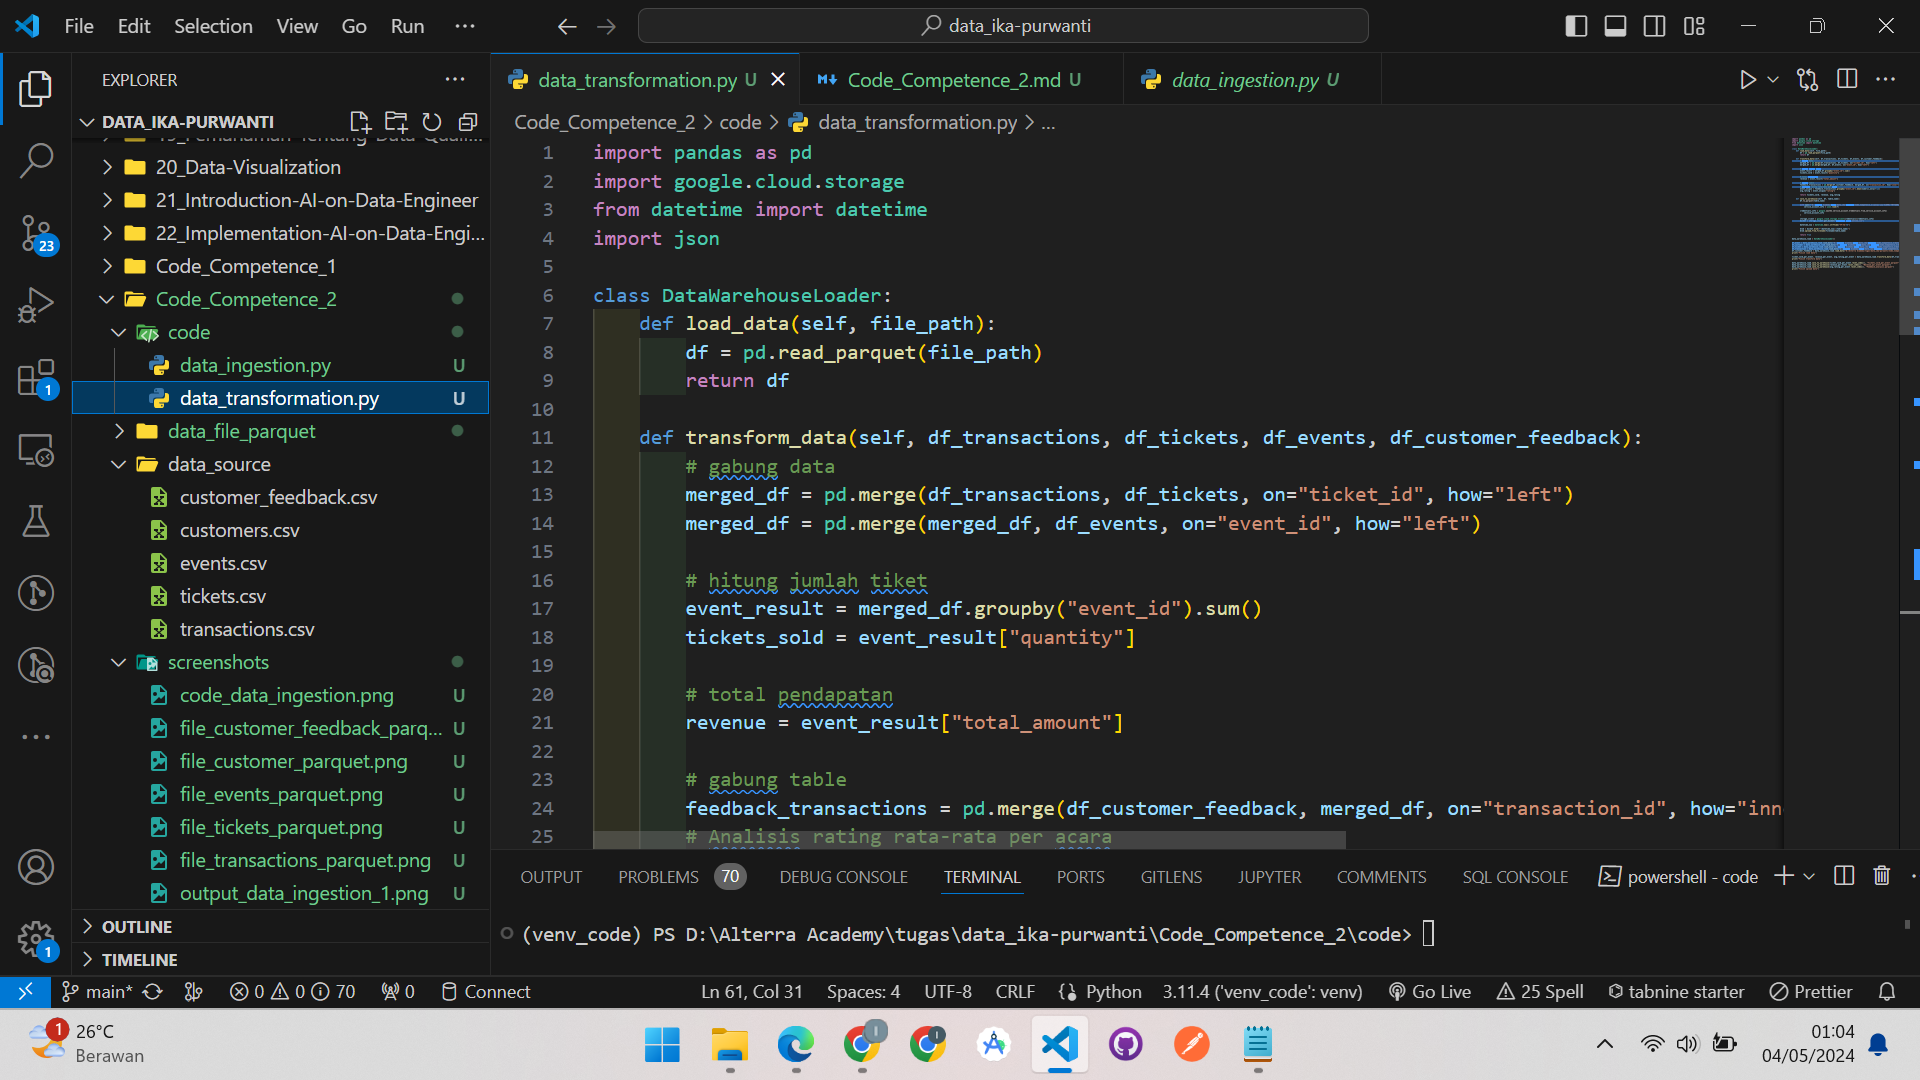 File Edit Selection View Go Run ...
data_ika-purwanti
EXPLORER
DATA_IKA-PURWANTI
20_Data-Visualization
21_Introduction-AI-on-Data-Engineer
22_Implementation-AI-on-Data-Engi...
Code_Competence_1
Code_Competence_2
code
data_ingestion.py U
data_transformation.py U
data_file_parquet
data_source
customer_feedback.csv
customers.csv
events.csv
tickets.csv
transactions.csv
screenshots
code_data_ingestion.png U
file_customer_feedback_parq... U
file_customer_parquet.png U
file_events_parquet.png U
file_tickets_parquet.png U
file_transactions_parquet.png U
output_data_ingestion_1.png U
OUTLINE
TIMELINE
23
1
1
data_transformation.py U
Code_Competence_2.md U
data_ingestion.py U
Code_Competence_2 > code > data_transformation.py > ...
1 import pandas as pd
2 import google.cloud.storage
3 from datetime import datetime
4 import json
5
6 class DataWarehouseLoader:
7 def load_data(self, file_path):
8 df = pd.read_parquet(file_path)
9 return df
10
11 def transform_data(self, df_transactions, df_tickets, df_events, df_customer_feedback):
12 # gabung data
13 merged_df = pd.merge(df_transactions, df_tickets, on="ticket_id", how="left")
14 merged_df = pd.merge(merged_df, df_events, on="event_id", how="left")
15
16 # hitung jumlah tiket
17 event_result = merged_df.groupby("event_id").sum()
18 tickets_sold = event_result["quantity"]
19
20 # total pendapatan
21 revenue = event_result["total_amount"]
22
23 # gabung table
24 feedback_transactions = pd.merge(df_customer_feedback, merged_df, on="transaction_id", how="inn
25 # Analisis rating rata-rata per acara
OUTPUT PROBLEMS 70 DEBUG CONSOLE TERMINAL PORTS GITLENS JUPYTER COMMENTS SQL CONSOLE powershell - code
(venv_code) PS D:\Alterra Academy\tugas\data_ika-purwanti\Code_Competence_2\code>
main* 0 0 70 0 Connect Ln 61, Col 31 Spaces: 4 UTF-8 CRLF Python 3.11.4 ('venv_code': venv) Go Live 25 Spell tabnine starter Prettier
1 26°C
Berawan
01:04
04/05/2024